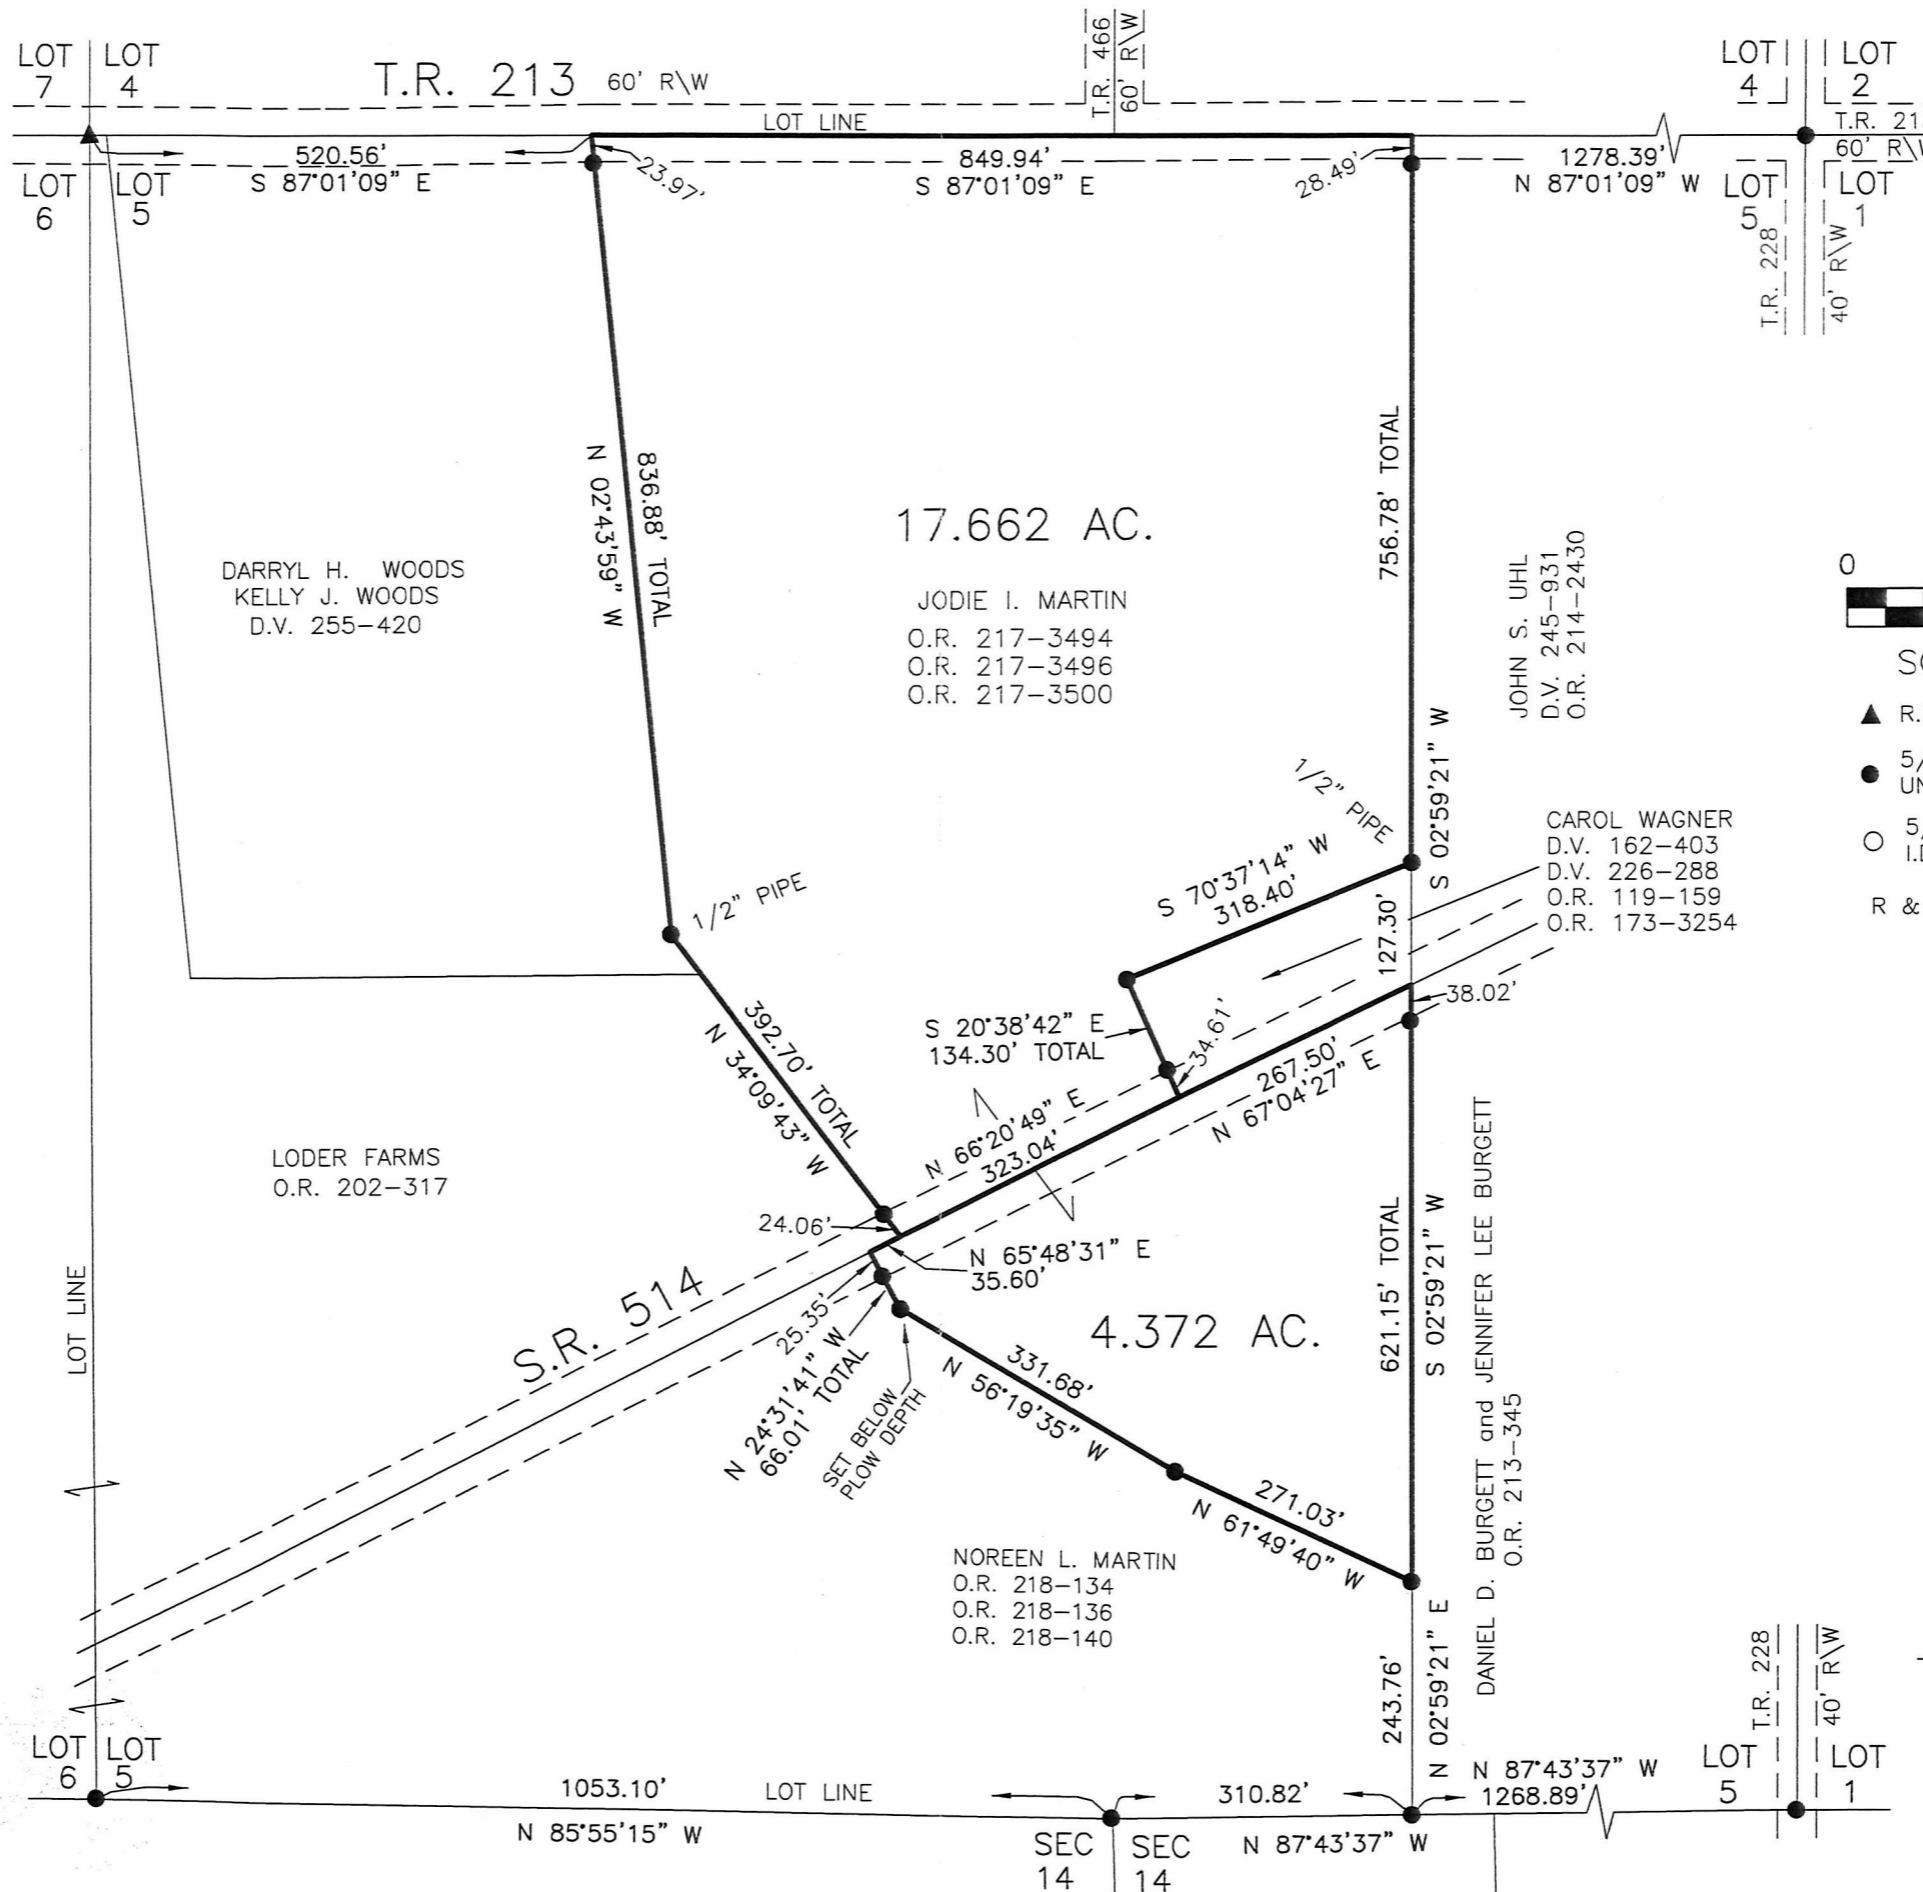 LOT
7
LOT
4
T.R. 213 60' R\W
T.R. 466
60' R\W
LOT
4
LOT
2
LOT LINE
520.56'
S 87°01'09" E
23.97'
849.94'
S 87°01'09" E
28.49'
1278.39'
N 87°01'09" W
60' R\
LOT
6
LOT
5
LOT
5
LOT
1
T.R. 228
40' R\W
836.88' TOTAL
N 02°43'59" W
17.662 AC.
JODIE I. MARTIN
O.R. 217-3494
O.R. 217-3496
O.R. 217-3500
DARRYL H. WOODS
KELLY J. WOODS
D.V. 255-420
756.78' TOTAL
S 02°59'21" W
JOHN S. UHL
D.V. 245-931
O.R. 214-2430
0
R.
5/
5/
R &
1/2" PIPE
1/2" PIPE
S 70°37'14" W
318.40'
127.30'
CAROL WAGNER
D.V. 162-403
D.V. 226-288
O.R. 119-159
O.R. 173-3254
38.02'
S 20°38'42" E
134.30' TOTAL
34.61'
267.50'
N 67°04'27" E
392.70' TOTAL
N 34°09'43" W
N 66°20'49" E
323.04'
LODER FARMS
O.R. 202-317
24.06'
N 65°48'31" E
35.60'
S.R. 514
25.35'
N 24°31'41" W
66.01' TOTAL
SET BELOW
PLOW DEPTH
4.372 AC.
331.68'
N 56°19'35" W
271.03'
N 61°49'40" W
621.15' TOTAL
S 02°59'21" W
DANIEL D. BURGETT and JENNIFER LEE BURGETT
O.R. 213-345
LOT LINE
NOREEN L. MARTIN
O.R. 218-134
O.R. 218-136
O.R. 218-140
243.76'
N 02°59'21" E
T.R. 228
40' R\W
LOT
6
LOT
5
1053.10'
LOT LINE
N 85°55'15" W
310.82'
N 87°43'37" W
N 87°43'37" W
1268.89'
LOT
5
LOT
1
SEC
14
SEC
14